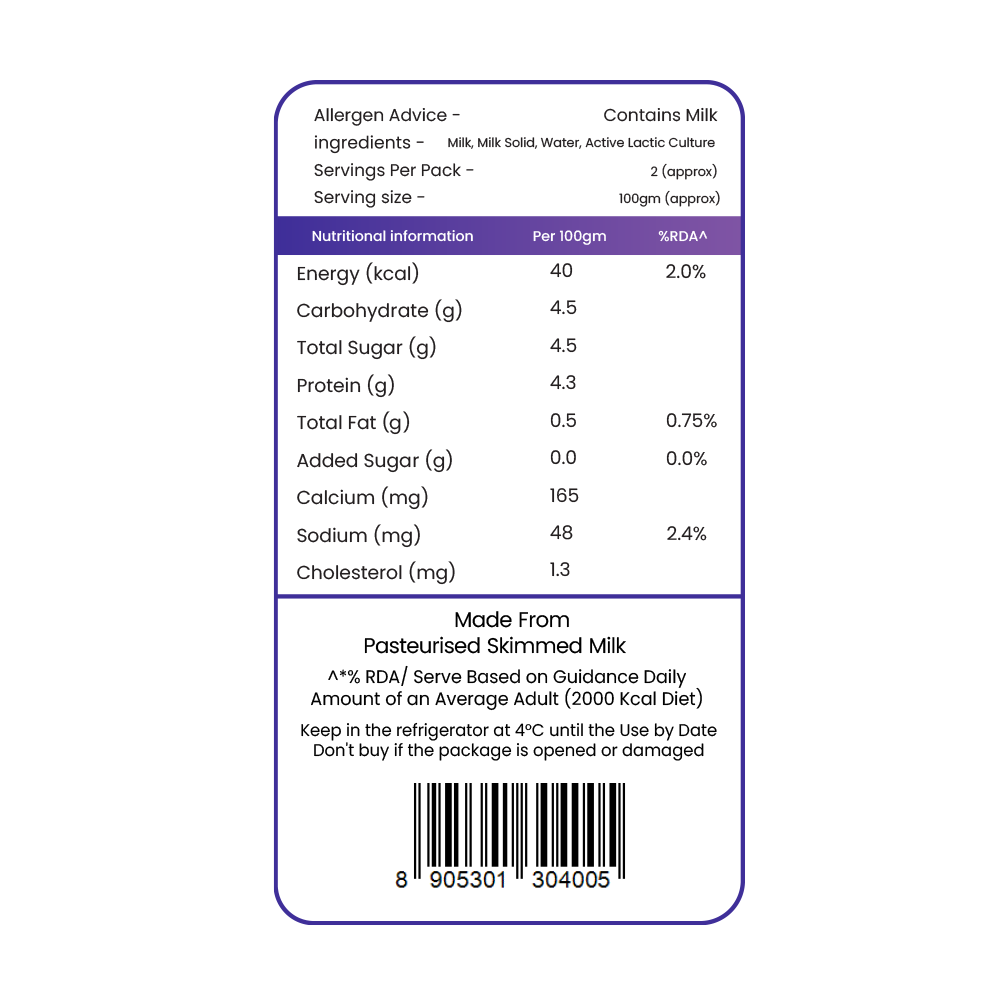 Allergen Advice - Contains Milk
ingredients - Milk, Milk Solid, Water, Active Lactic Culture
Servings Per Pack - 2 (approx)
Serving size - 100gm (approx)
Nutritional information Per 100gm %RDA^
Energy (kcal) 40 2.0%
Carbohydrate (g) 4.5
Total Sugar (g) 4.5
Protein (g) 4.3
Total Fat (g) 0.5 0.75%
Added Sugar (g) 0.0 0.0%
Calcium (mg) 165
Sodium (mg) 48 2.4%
Cholesterol (mg) 1.3
Made From
Pasteurised Skimmed Milk
^*% RDA/ Serve Based on Guidance Daily
Amount of an Average Adult (2000 Kcal Diet)
Keep in the refrigerator at 4°C until the Use by Date
Don't buy if the package is opened or damaged
8 905301 304005